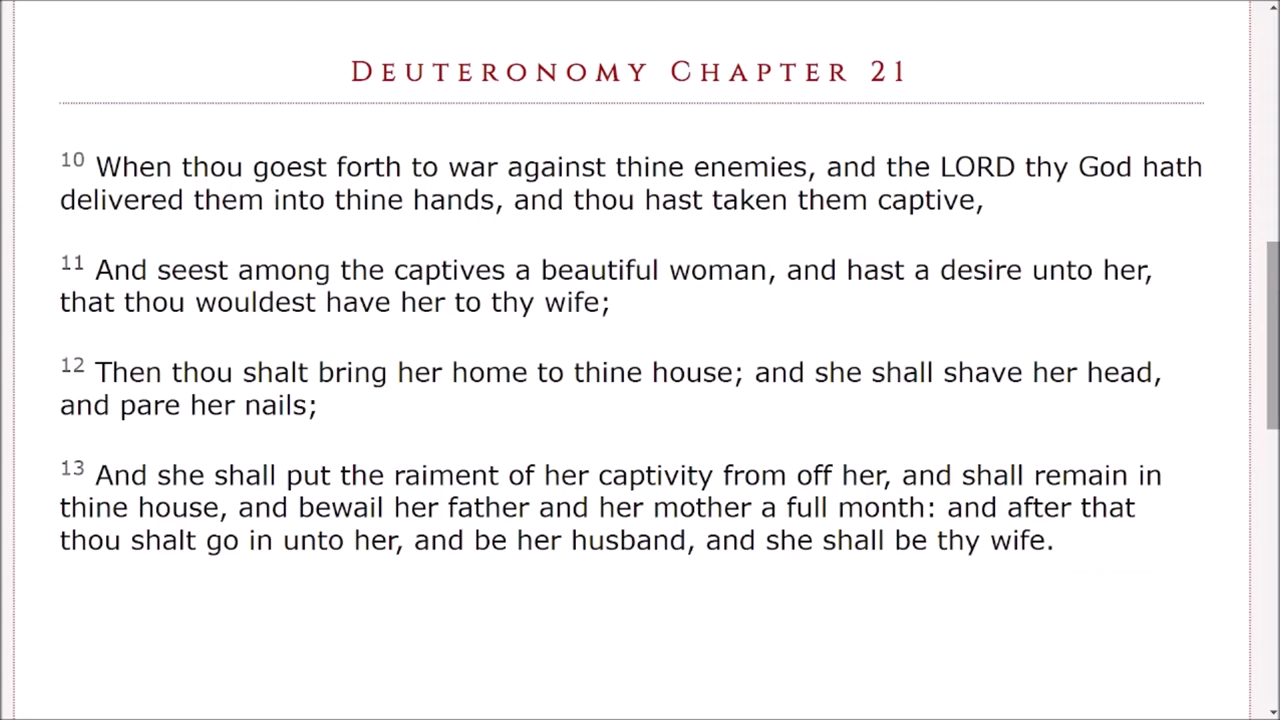 Deuteronomy Chapter 21
10 When thou goest forth to war against thine enemies, and the LORD thy God hath
delivered them into thine hands, and thou hast taken them captive,
11 And seest among the captives a beautiful woman, and hast a desire unto her,
that thou wouldest have her to thy wife;
12 Then thou shalt bring her home to thine house; and she shall shave her head,
and pare her nails;
13 And she shall put the raiment of her captivity from off her, and shall remain in
thine house, and bewail her father and her mother a full month: and after that
thou shalt go in unto her, and be her husband, and she shall be thy wife.